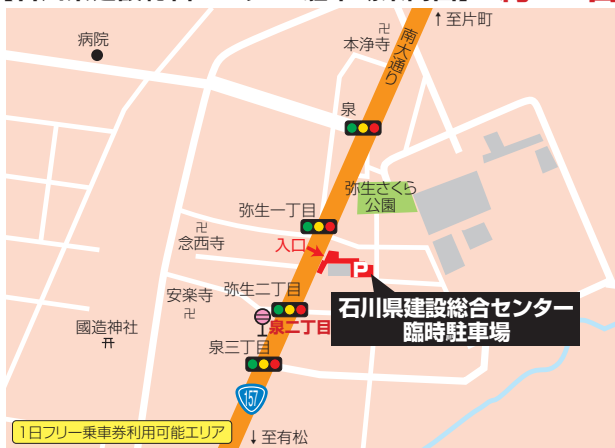 ↑至片町
卍
本浄寺
南大通り
病院
泉
弥生さくら
公園
弥生一丁目
卍
念西寺
入口
P
安楽寺
卍
弥生二丁目
石川県建設総合センター
臨時駐車場
國造神社
泉二丁目
泉三丁目
157
1日フリー乗車券利用可能エリア
↓至有松